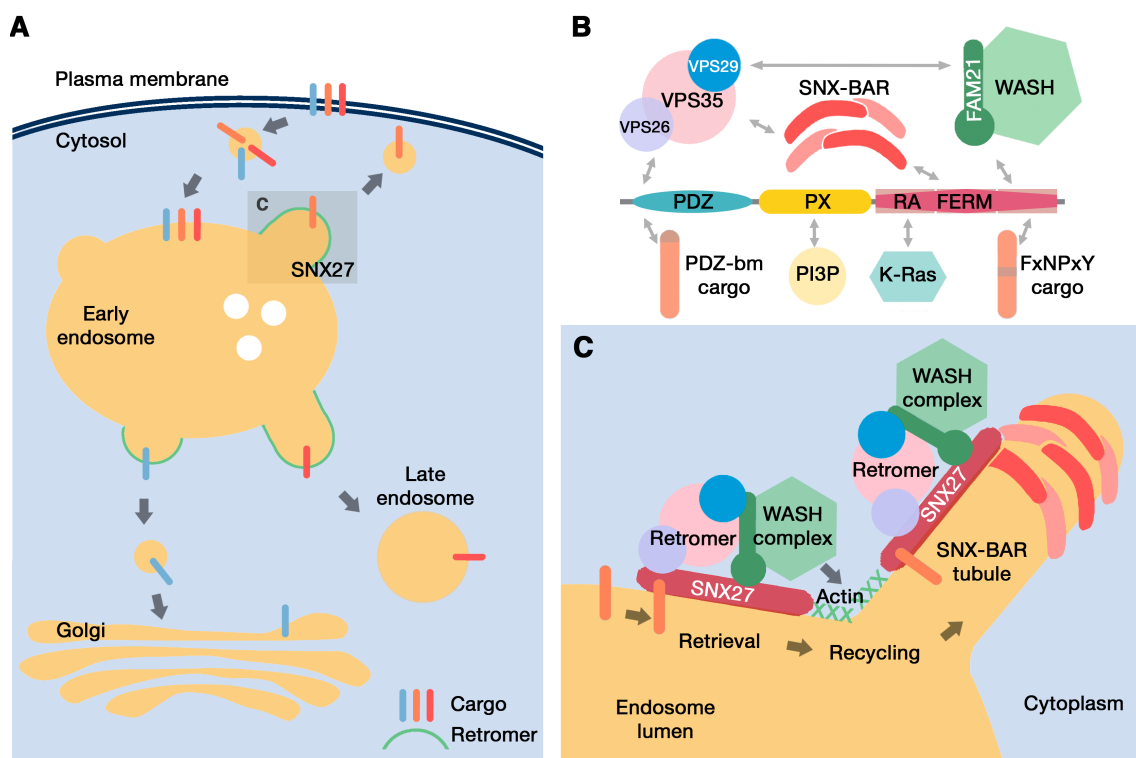 A
Plasma membrane
Cytosol
C
SNX27
Early
endosome
Late
endosome
Golgi
Cargo
Retromer
B
VPS29
VPS35
VPS26
SNX-BAR
FAM21
WASH
PDZ
PX
RA
FERM
PDZ-bm
cargo
PI3P
K-Ras
FxNPxY
cargo
C
WASH
complex
Retromer
SNX27
WASH
complex
Retromer
SNX27
SNX-BAR
tubule
Actin
XXX
XXX
Retrieval
Recycling
Endosome
lumen
Cytoplasm